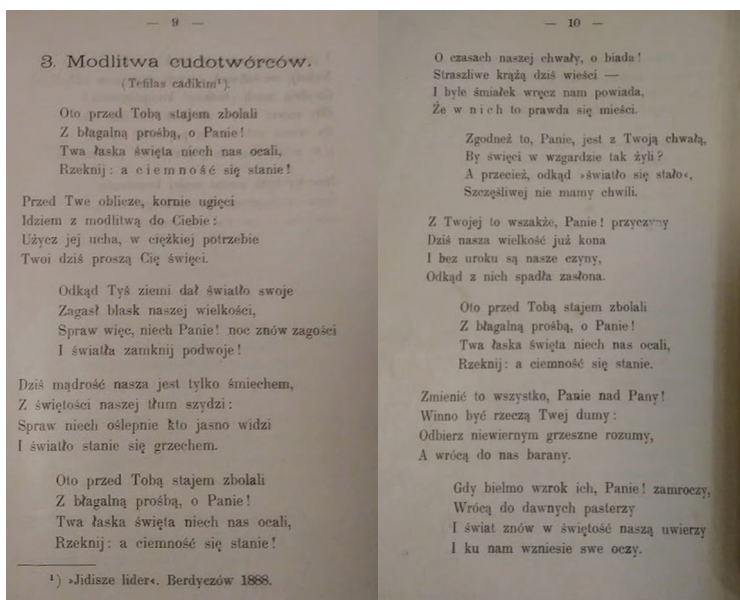 — 9 —
3. Modlitwa cudotwórców.
(Tefilas cadikim¹).
Oto przed Tobą stajem zbolali
Z błagalną prośbą, o Panie!
Twa łaska święta niech nas ocali,
Rzeknij: a ciemność się stanie!
Przed Twe oblicze, kornie ugięci
Idziem z modlitwą do Ciebie:
Użycz jej ucha, w ciężkiej potrzebie
Twoi dziś proszą Cię święci.
Odkąd Tyś ziemi dał światło swoje
Zagasł blask naszej wielkości,
Spraw więc, niech Panie! noc znów zagości
I światła zamknij podwoje!
Dziś mądrość nasza jest tylko śmiechem,
Z świętości naszej tłum szydzi:
Spraw niech oślepnie kto jasno widzi
I światło stanie się grzechem.
Oto przed Tobą stajem zbolali
Z błagalną prośbą, o Panie!
Twa łaska święta niech nas ocali,
Rzeknij: a ciemność się stanie!
¹) »Jidisze lider«. Berdyczów 1888.
— 10 —
O czasach naszej chwały, o biada!
Straszliwe krążą dziś wieści —
I byle śmiałek wręcz nam powiada,
Że w nich to prawda się mieści.
Zgodneż to, Panie, jest z Twoją chwałą,
By święci w wzgardzie tak żyli?
A przecież, odkąd »światło się stało«,
Szczęśliwej nie mamy chwili.
Z Twojej to wszakże, Panie! przyczyny
Dziś nasza wielkość już kona
I bez uroku są nasze czyny,
Odkąd z nich spadła zasłona.
Oto przed Tobą stajem zbolali
Z błagalną prośbą, o Panie!
Twa łaska święta niech nas ocali,
Rzeknij: a ciemność się stanie.
Zmienić to wszystko, Panie nad Pany!
Winno być rzeczą Twej dumy:
Odbierz niewiernym grzeszne rozumy,
A wrócą do nas barany.
Gdy bielmo wzrok ich, Panie! zamroczy,
Wrócą do dawnych pasterzy
I świat znów w świętość naszą uwierzy
I ku nam wzniesie swe oczy.